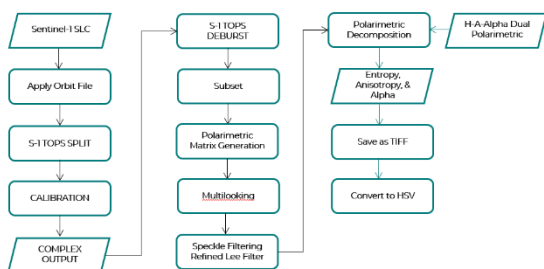 Sentinel-1 SLC
Apply Orbit File
S-1 TOPS SPLIT
CALIBRATION
COMPLEX
OUTPUT
S-1 TOPS
DEBURST
Subset
Polarimetric
Matrix Generation
Multilooking
Speckle Filtering
Refined Lee Filter
Polarimetric
Decomposition
H-A-Alpha Dual
Polarimetric
Entropy,
Anisotropy, &
Alpha
Save as TIFF
Convert to HSV